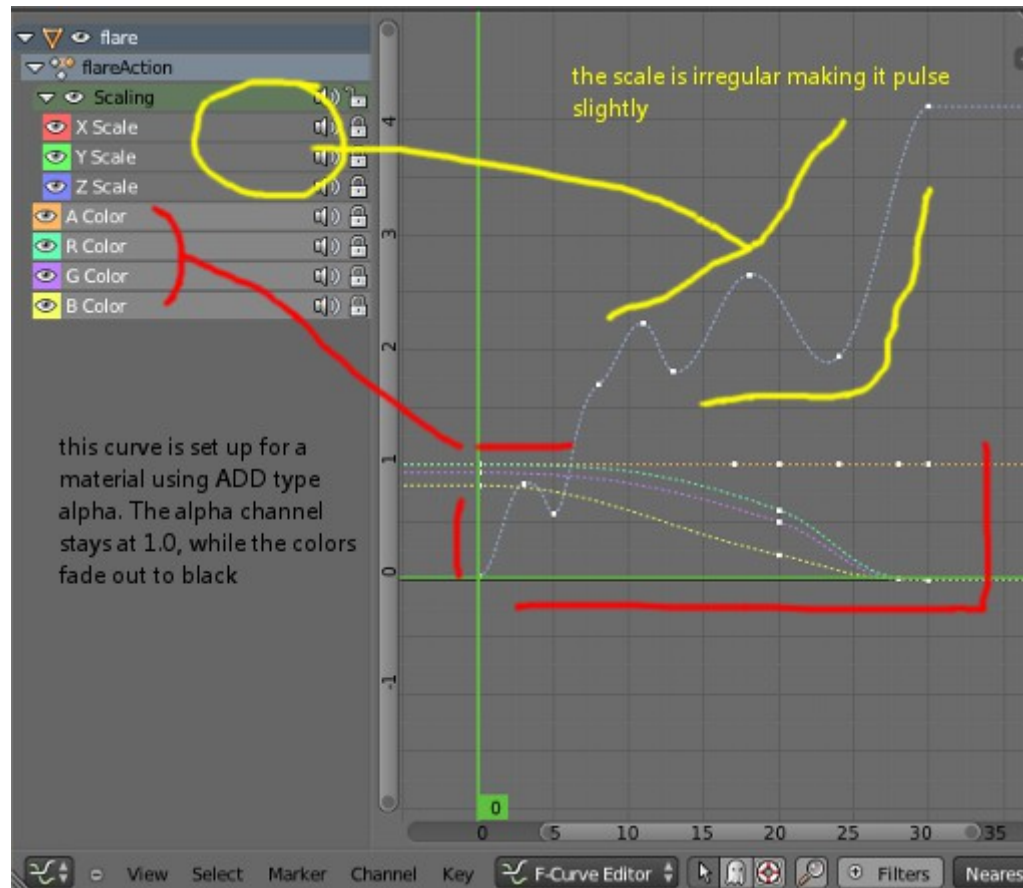 flare
flareAction
Scaling
X Scale
Y Scale
Z Scale
A Color
R Color
G Color
B Color
the scale is irregular making it pulse
slightly
this curve is set up for a
material using ADD type
alpha. The alpha channel
stays at 1.0, while the colors
fade out to black
4
3
2
1
0
-1
0
0 5 10 15 20 25 30 35
View Select Marker Channel Key F-Curve Editor Filters Neares